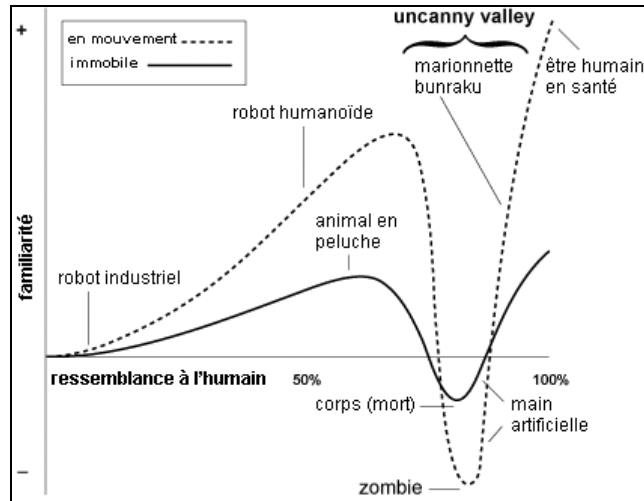 +
uncanny valley
en mouvement
immobile
marionnette
bunraku
être humain
en santé
robot humanoïde
animal en
peluche
robot industriel
familiarité
ressemblance à l'humain
50%
100%
corps (mort)
main
artificielle
–
zombie